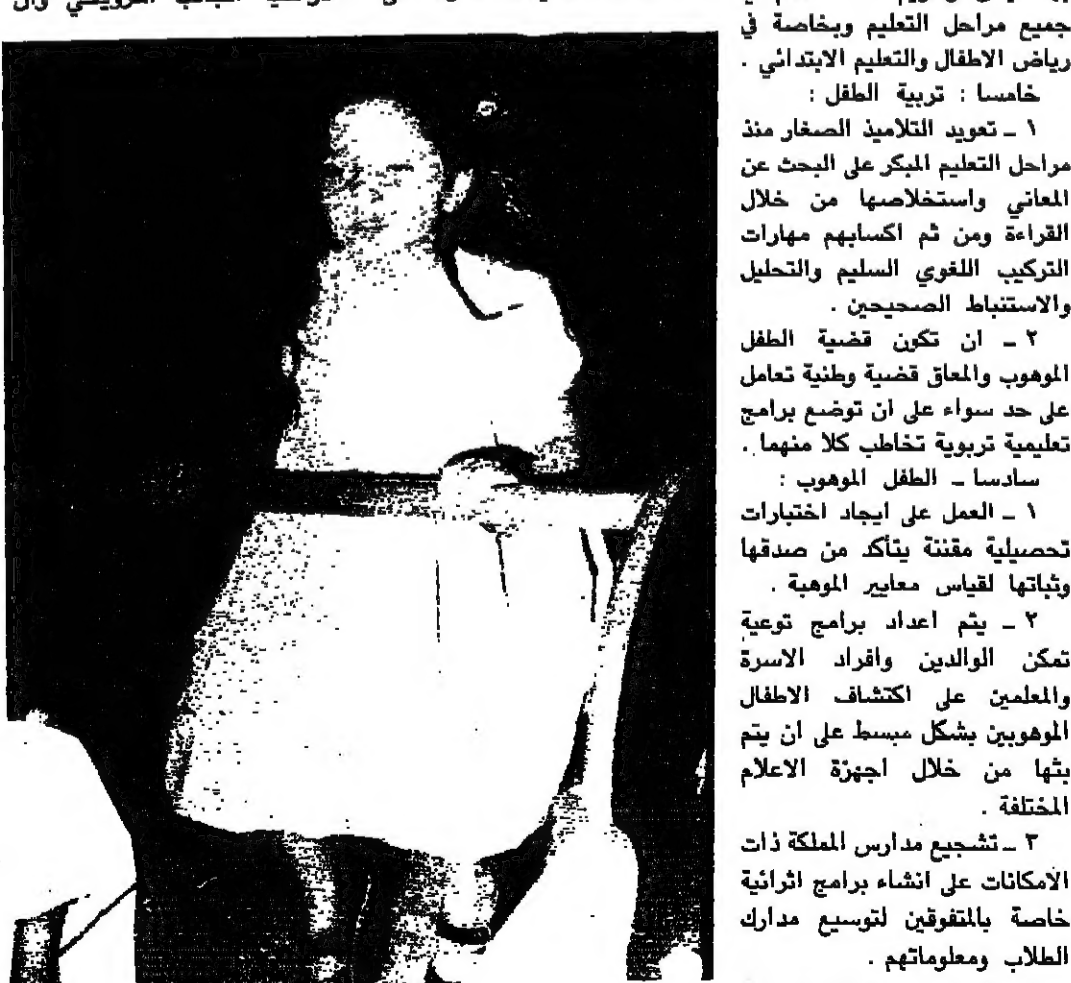 جميع مراحل التعليم وبخاصة في
رياض الاطفال والتعليم الابتدائي .
خامسا : تربية الطفل :
١ ـ تعويد التلاميذ الصغار منذ
مراحل التعليم المبكر على البحث عن
المعاني واستخلاصها من خلال
القراءة ومن ثم اكسابهم مهارات
التركيب اللغوي السليم والتحليل
والاستنباط الصحيحين .
٢ ـ ان تكون قضية الطفل
الموهوب والمعاق قضية وطنية تعامل
على حد سواء على ان توضع برامج
تعليمية تربوية تخاطب كلا منهما .
سادسا ـ الطفل الموهوب :
١ ـ العمل على ايجاد اختبارات
تحصيلية مقننة يتأكد من صدقها
وثباتها لقياس معايير الموهبة .
٢ ـ يتم اعداد برامج توعية
تمكن الوالدين وافراد الاسرة
والمعلمين على اكتشاف الاطفال
الموهوبين بشكل مبسط على ان يتم
بثها من خلال اجهزة الاعلام
المختلفة .
٣ ـ تشجيع مدارس المملكة ذات
الامكانات على انشاء برامج اثرائية
خاصة بالمتفوقين لتوسيع مدارك
الطلاب ومعلوماتهم .